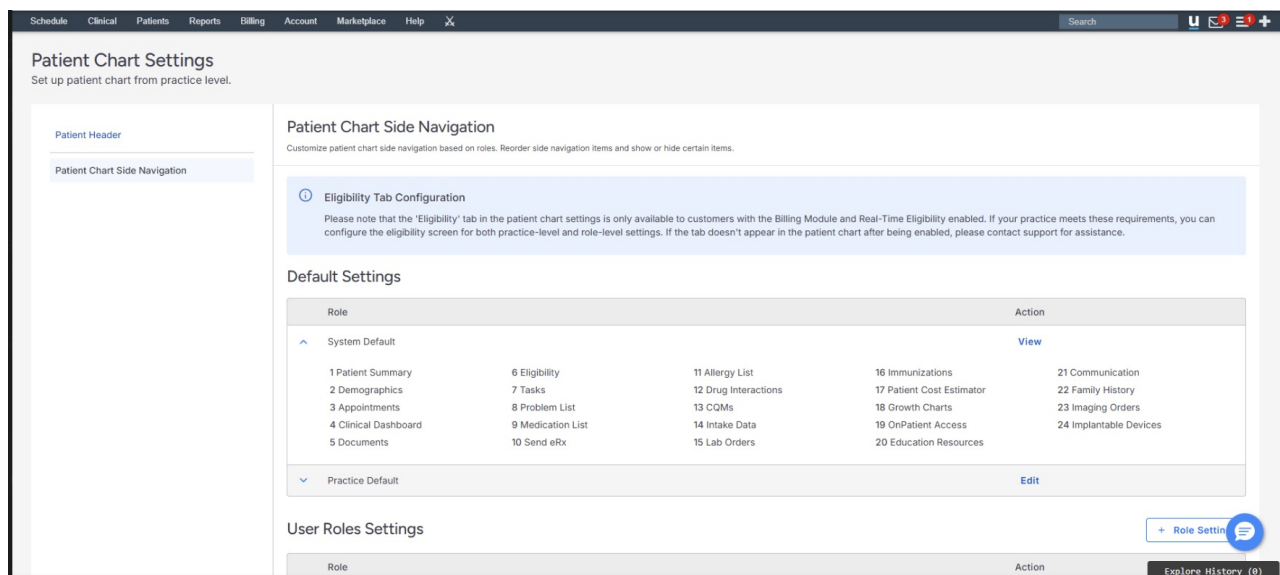 Schedule Clinical Patients Reports Billing Account Marketplace Help Search u 3 1
Patient Chart Settings
Set up patient chart from practice level.
Patient Header
Patient Chart Side Navigation
Patient Chart Side Navigation
Customize patient chart side navigation based on roles. Reorder side navigation items and show or hide certain items.
Eligibility Tab Configuration
Please note that the 'Eligibility' tab in the patient chart settings is only available to customers with the Billing Module and Real-Time Eligibility enabled. If your practice meets these requirements, you can
configure the eligibility screen for both practice-level and role-level settings. If the tab doesn't appear in the patient chart after being enabled, please contact support for assistance.
Default Settings
Role Action
System Default View
1 Patient Summary 6 Eligibility 11 Allergy List 16 Immunizations 21 Communication
2 Demographics 7 Tasks 12 Drug Interactions 17 Patient Cost Estimator 22 Family History
3 Appointments 8 Problem List 13 CQMs 18 Growth Charts 23 Imaging Orders
4 Clinical Dashboard 9 Medication List 14 Intake Data 19 OnPatient Access 24 Implantable Devices
5 Documents 10 Send eRx 15 Lab Orders 20 Education Resources
Practice Default Edit
User Roles Settings + Role Settin
Role Action
Explore History (0)